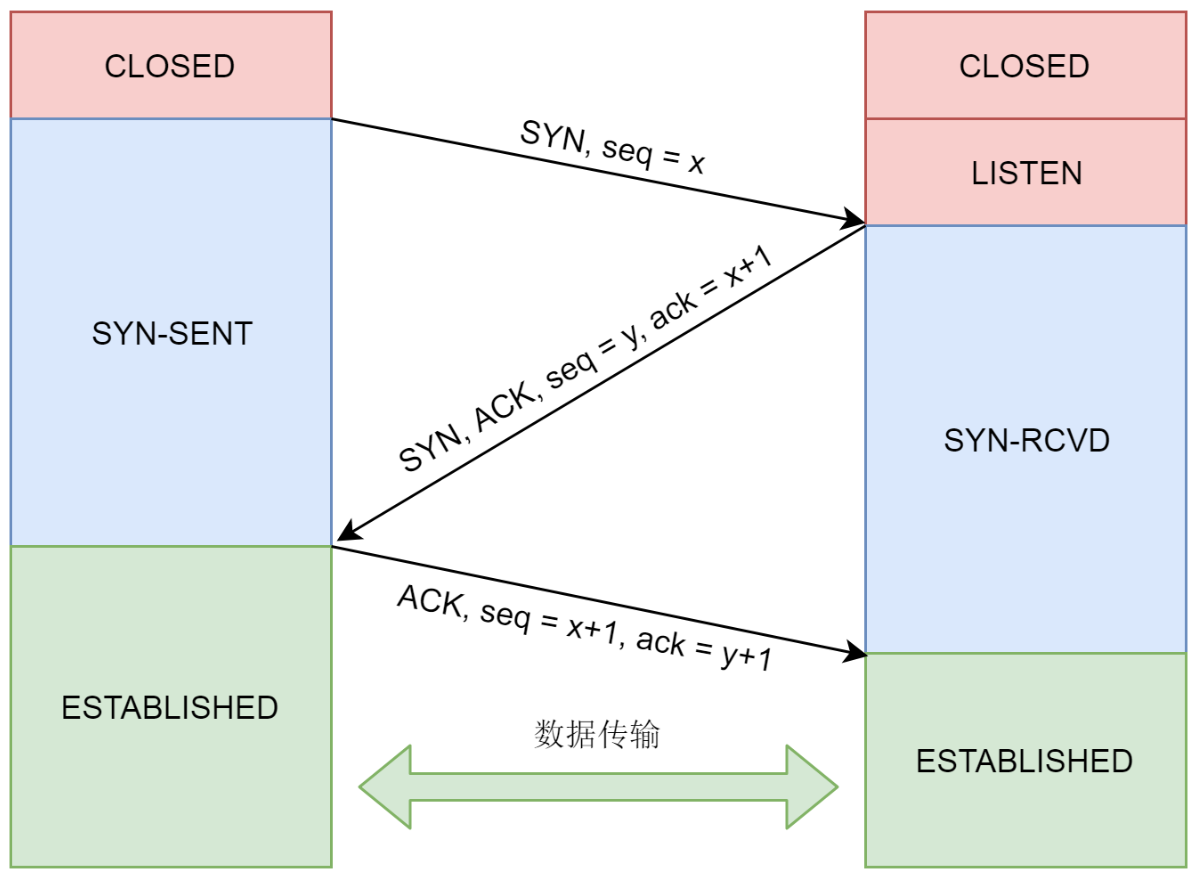 CLOSED
CLOSED
SYN, seq = x
LISTEN
SYN-SENT
SYN, ACK, seq = y, ack = x+1
SYN-RCVD
ACK, seq = x+1, ack = y+1
ESTABLISHED
数据传输
ESTABLISHED